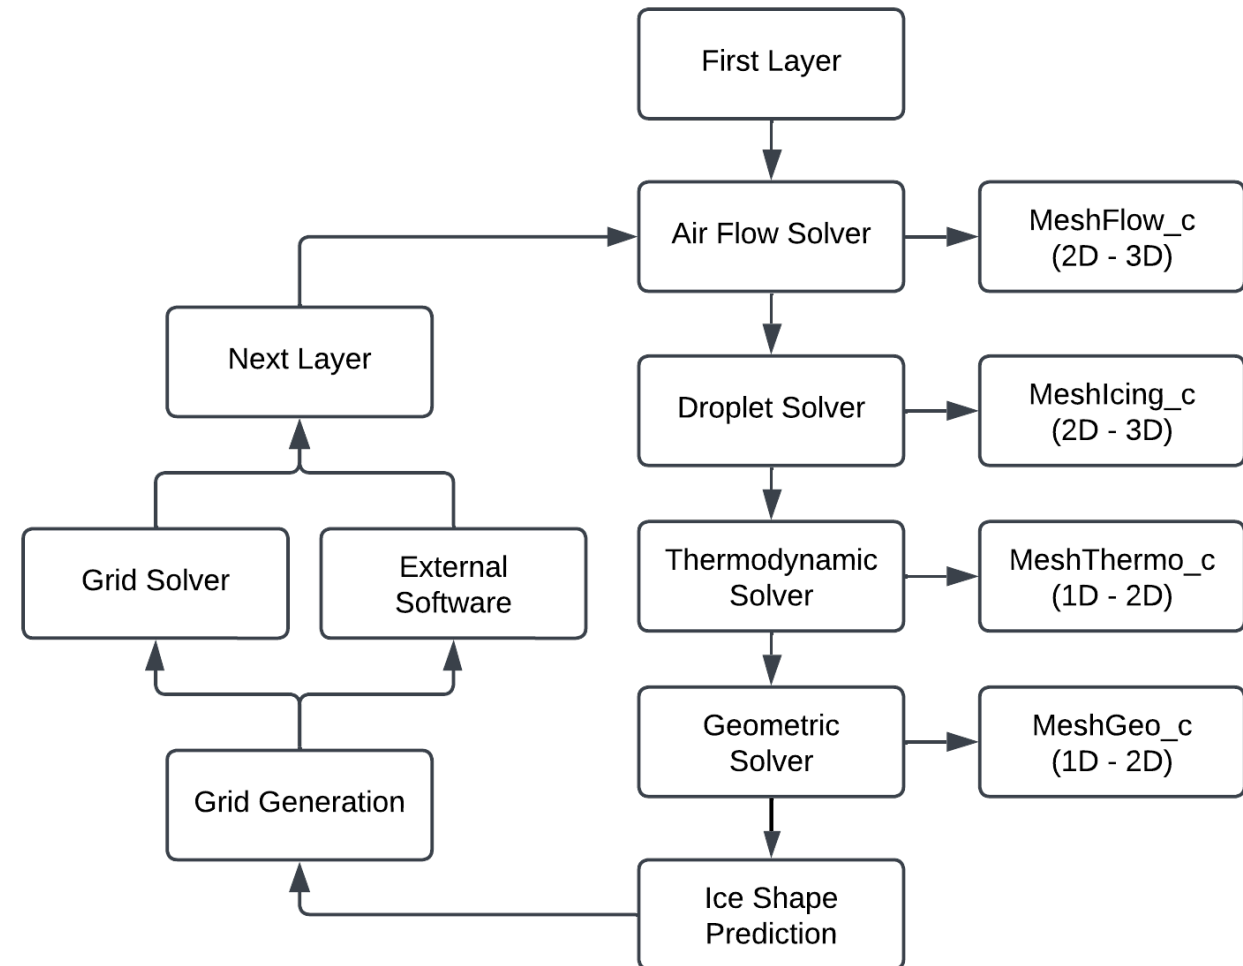 First Layer
Air Flow Solver
MeshFlow_c
(2D - 3D)
Next Layer
Droplet Solver
MeshIcing_c
(2D - 3D)
Grid Solver
External
Software
Thermodynamic
Solver
MeshThermo_c
(1D - 2D)
Geometric
Solver
MeshGeo_c
(1D - 2D)
Grid Generation
Ice Shape
Prediction